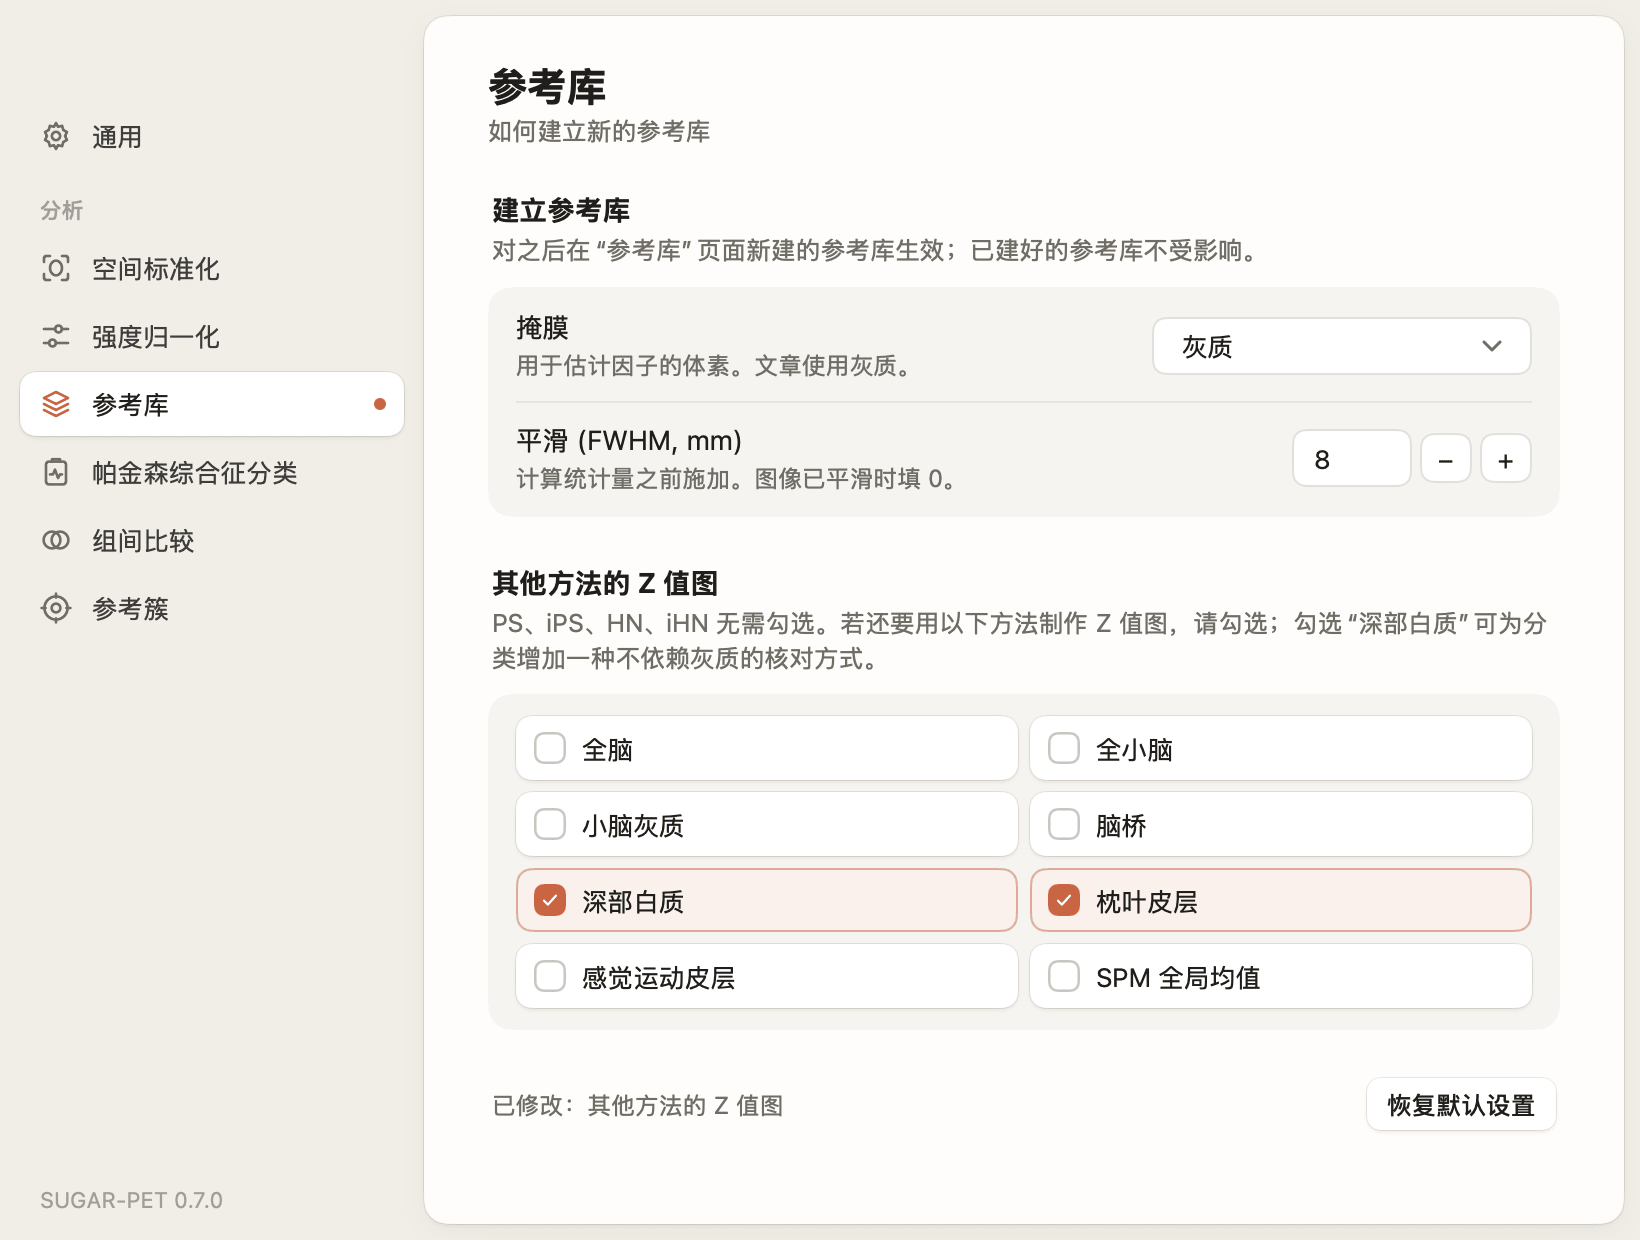 通用
分析
空间标准化
强度归一化
参考库
帕金森综合征分类
组间比较
参考簇
SUGAR-PET 0.7.0
参考库
如何建立新的参考库
建立参考库
对之后在 “参考库” 页面新建的参考库生效；已建好的参考库不受影响。
掩膜
用于估计因子的体素。文章使用灰质。
灰质
平滑 (FWHM, mm)
计算统计量之前施加。图像已平滑时填 0。
8
−
+
其他方法的 Z 值图
PS、iPS、HN、iHN 无需勾选。若还要用以下方法制作 Z 值图，请勾选；勾选 “深部白质” 可为分
类增加一种不依赖灰质的核对方式。
全脑
全小脑
小脑灰质
脑桥
深部白质
枕叶皮层
感觉运动皮层
SPM 全局均值
已修改：其他方法的 Z 值图
恢复默认设置